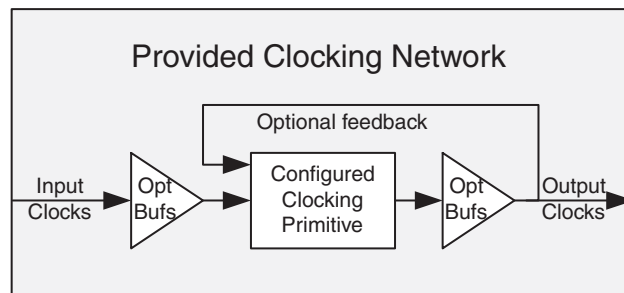 Provided Clocking Network
Optional feedback
Input
Clocks
Opt
Bufs
Configured
Clocking
Primitive
Opt
Bufs
Output
Clocks